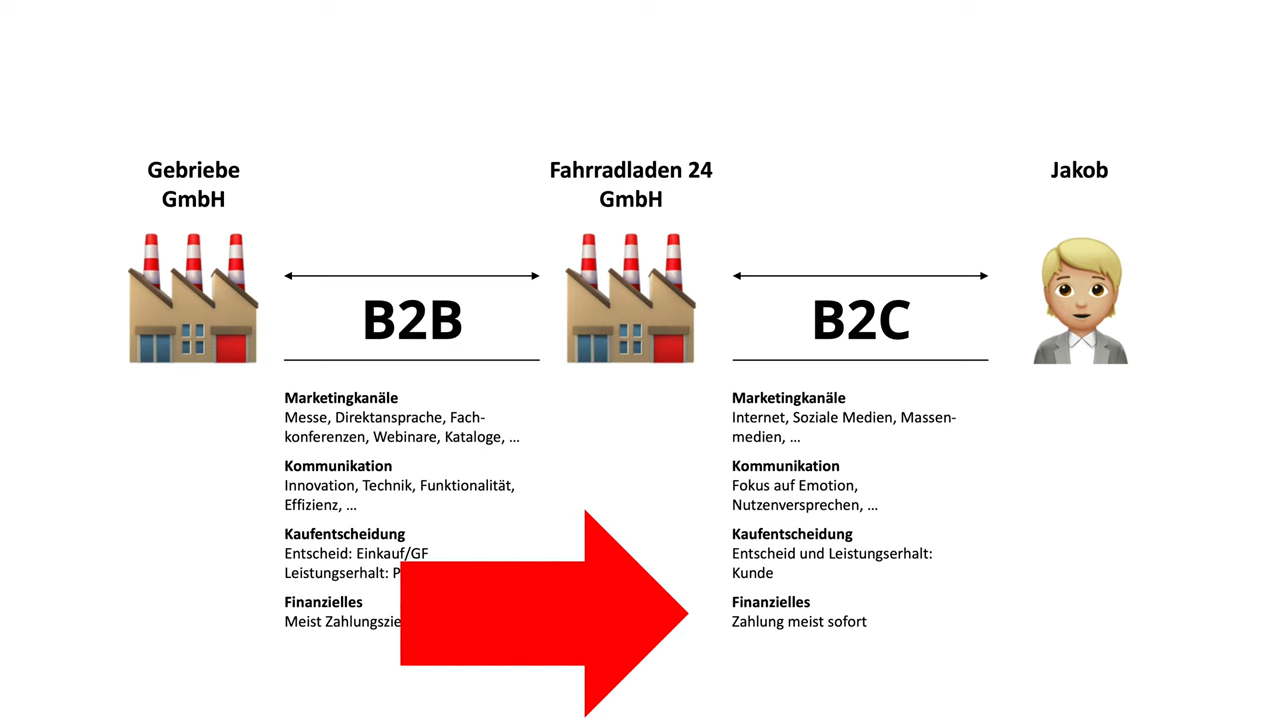 Gebriebe
GmbH
Fahrradladen 24
GmbH
Jakob
B2B
B2C
Marketingkanäle
Messe, Direktansprache, Fach-
konferenzen, Webinare, Kataloge, ...
Kommunikation
Innovation, Technik, Funktionalität,
Effizienz, ...
Kaufentscheidung
Entscheid: Einkauf/GF
Leistungserhalt:
Finanzielles
Meist
Marketingkanäle
Internet, Soziale Medien, Massen-
medien, ...
Kommunikation
Fokus auf Emotion,
Nutzenversprechen, ...
Kaufentscheidung
Entscheid und Leistungserhalt:
Kunde
Finanzielles
Zahlung meist sofort